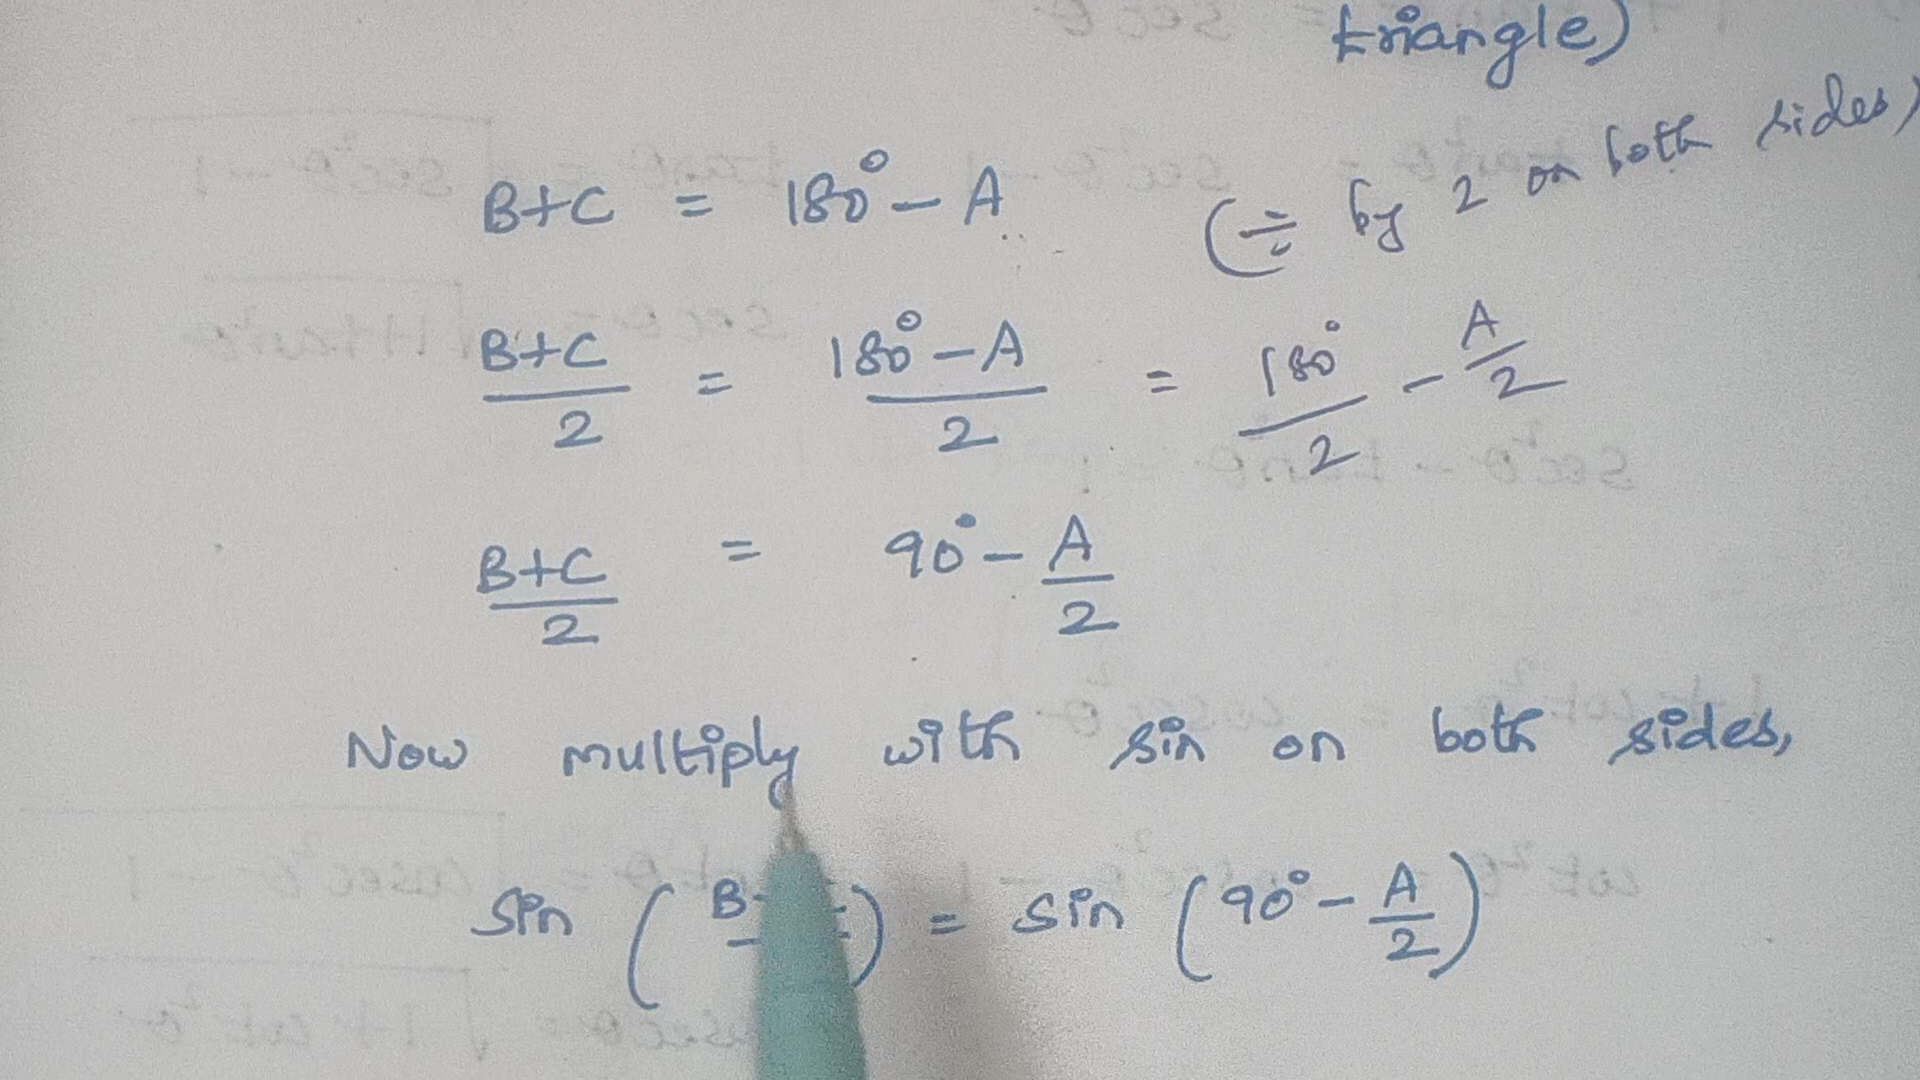 triangle)
B+C = 180° - A (÷ by 2 on both sides)
B+C/2 = 180° - A/2 = 180°/2 - A/2
B+C/2 = 90° - A/2
Now multiply with sin on both sides,
sin ( B ) = sin (90° - A/2)